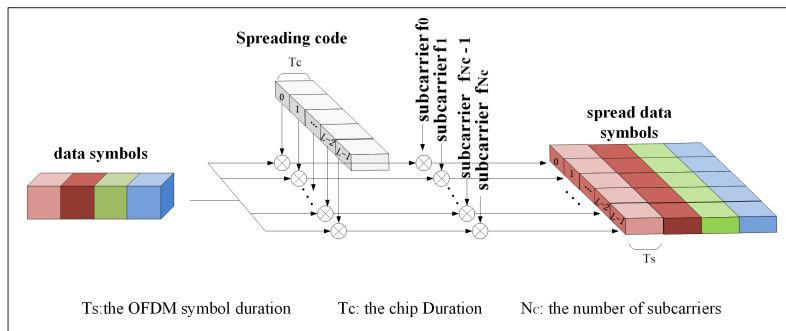 Spreading code
Tc
0
1
...
L-2
L-1
subcarrier f0
subcarrier f1
subcarrier fNc-1
subcarrier fNc
data symbols
spread data
symbols
0
1
...
L-2
L-1
Ts
Ts:the OFDM symbol duration
Tc: the chip Duration
Nc: the number of subcarriers